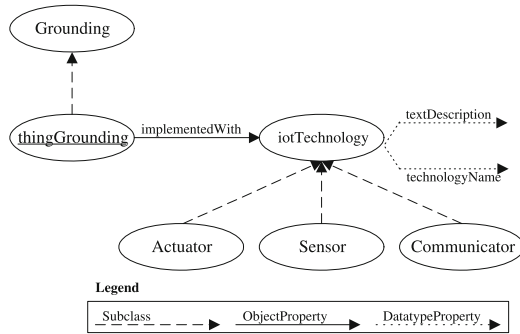 Grounding
thingGrounding
implementedWith
iotTechnology
textDescription
technologyName
Actuator
Sensor
Communicator
Legend
Subclass
ObjectProperty
DatatypeProperty